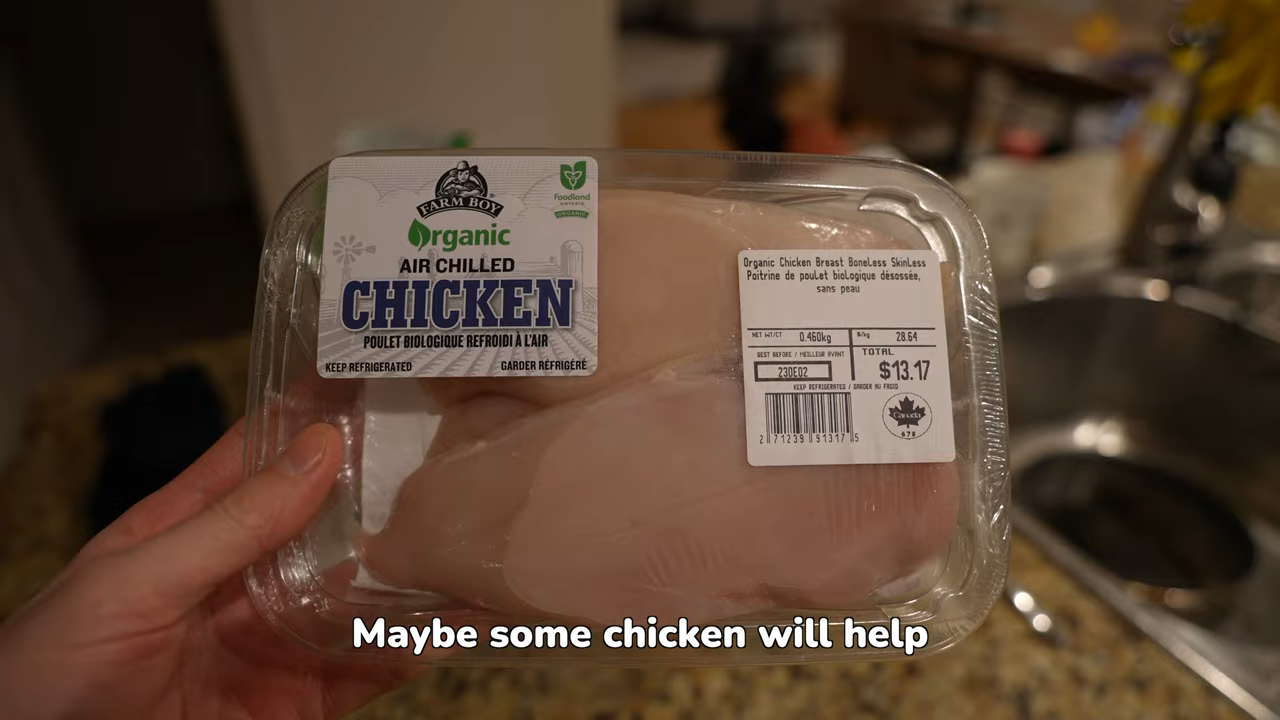 FARM BOY
foodland
ONTARIO
ORGANIC
Organic
AIR CHILLED
CHICKEN
POULET BIOLOGIQUE REFROIDI À L'AIR
KEEP REFRIGERATED
GARDER RÉFRIGÉRÉ
Organic Chicken Breast Boneless Skinless
Poitrine de poulet biologique désossée,
sans peau
NET WT/CT 0.460kg
$/kg 28.64
BEST BEFORE / MEILLEUR AVANT
23DE02
TOTAL
$13.17
KEEP REFRIGERATED / GARDER AU FROID
2 71239 91317 5
Canada
678
Maybe some chicken will help